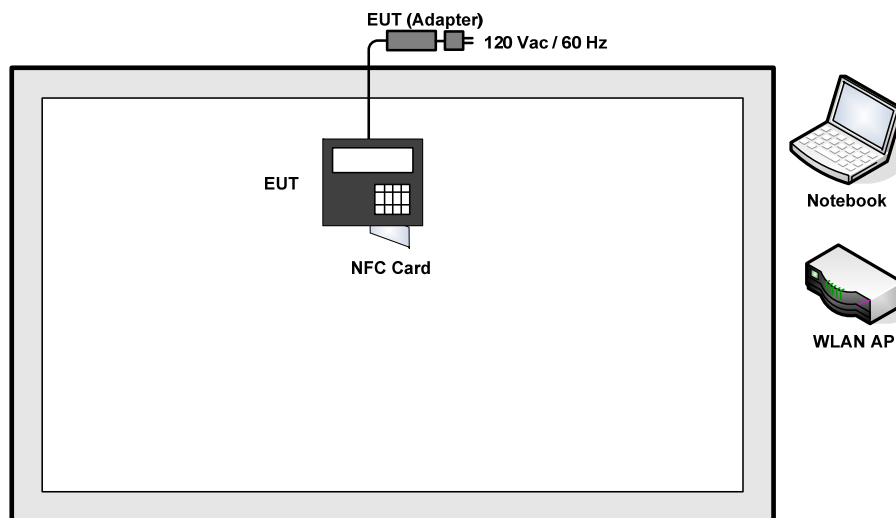 EUT (Adapter)
120 Vac / 60 Hz
EUT
NFC Card
Notebook
WLAN AP